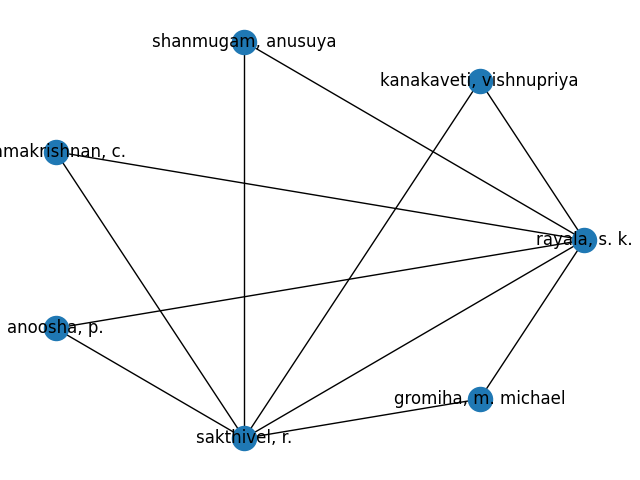 shanmugam, anusuya
kanakaveti, vishnupriya
amakrishnan, c.
rayala, s. k.
anoosha, p.
gromiha, m. michael
sakthivel, r.